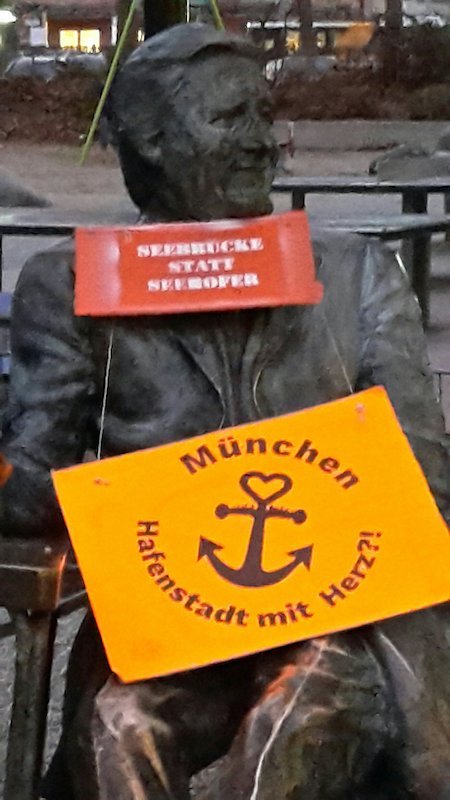 SEEBRÜCKE
STATT
SEEHOFER
München
Hafenstadt mit Herz?!